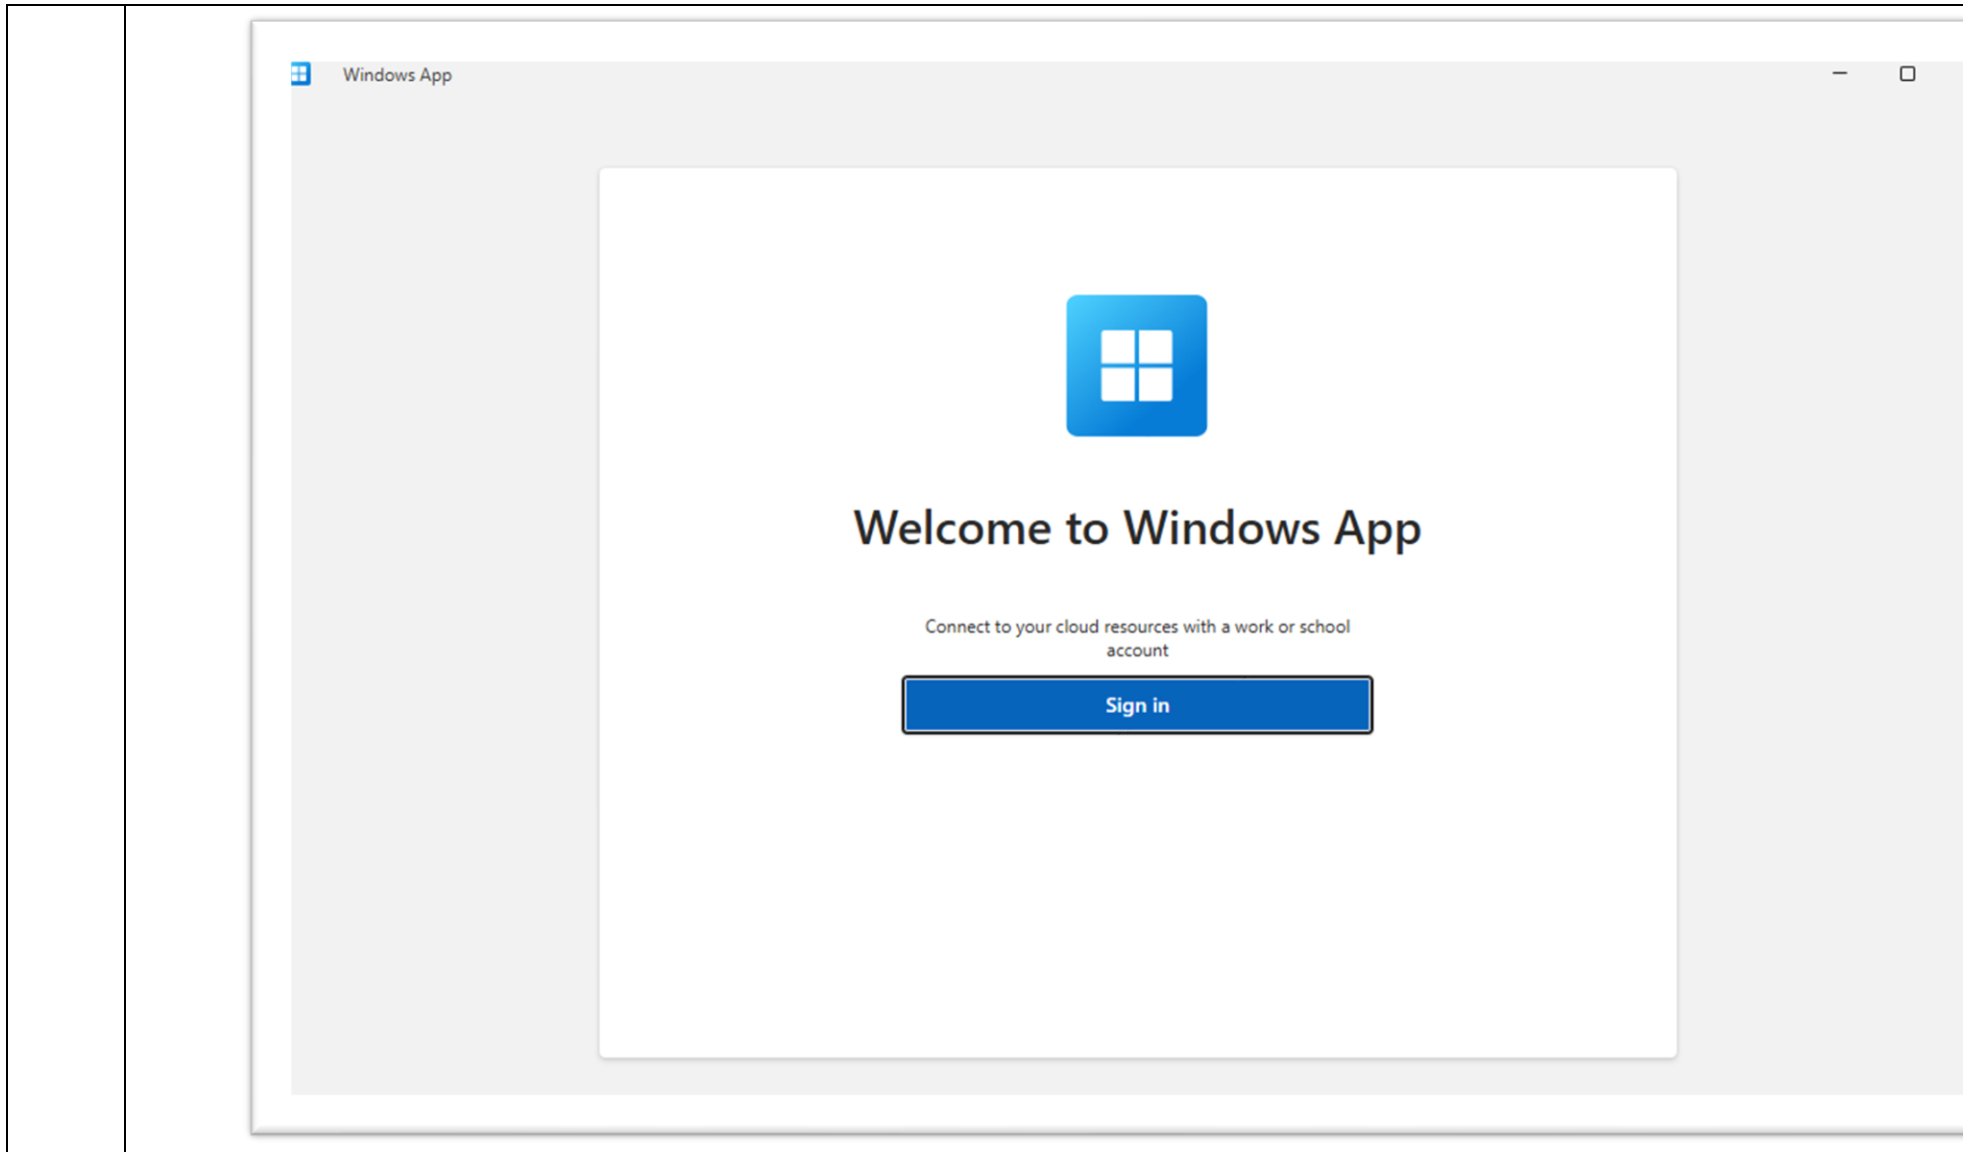 Windows App
Welcome to Windows App
Connect to your cloud resources with a work or school
account
Sign in